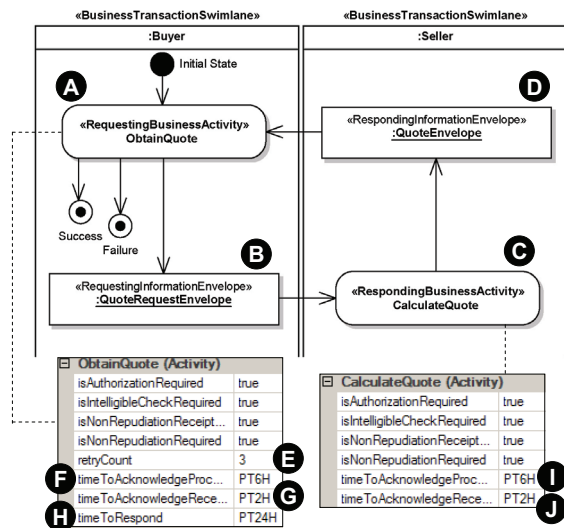 «BusinessTransactionSwimlane» «BusinessTransactionSwimlane»
:Buyer :Seller
Initial State
A
D
«RequestingBusinessActivity»
ObtainQuote
«RespondingInformationEnvelope»
:QuoteEnvelope
Success
Failure
B
C
«RequestingInformationEnvelope»
:QuoteRequestEnvelope
«RespondingBusinessActivity»
CalculateQuote
ObtainQuote (Activity)
isAuthorizationRequired true
isIntelligibleCheckRequired true
isNonRepudiationReceipt... true
isNonRepudiationRequired true
retryCount 3 E
F timeToAcknowledgeProc... PT6H
timeToAcknowledgeRece... PT2H G
H timeToRespond PT24H
CalculateQuote (Activity)
isAuthorizationRequired true
isIntelligibleCheckRequired true
isNonRepudiationReceipt... true
isNonRepudiationRequired true
timeToAcknowledgeProc... PT6H I
timeToAcknowledgeRece... PT2H J